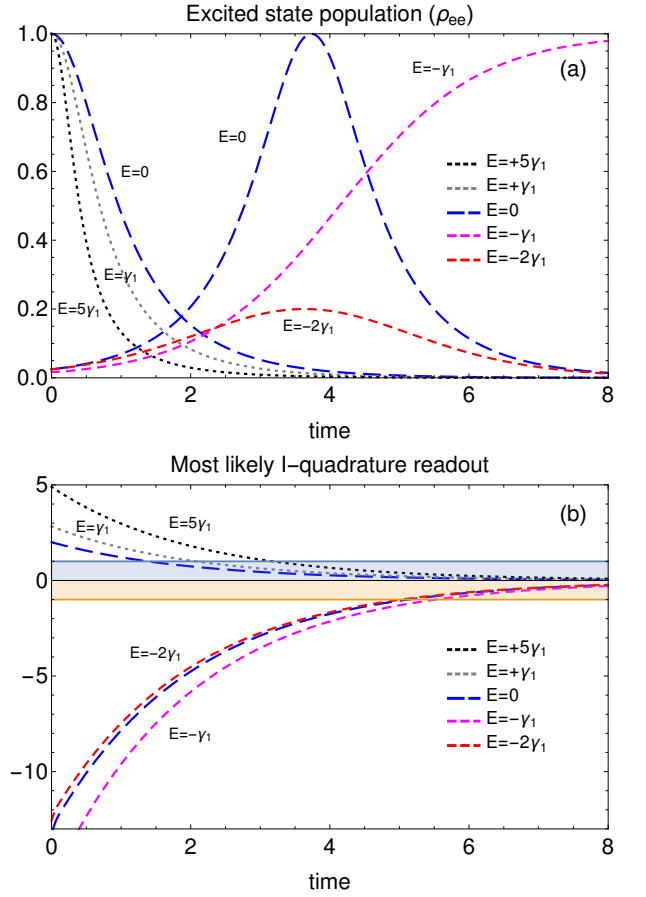 Excited state population (ρee)
1.0
0.8
0.6
0.4
0.2
0.0
(a)
E=−γ1
E=0
E=0
E=γ1
E=5γ1
E=−2γ1
E=+5γ1
E=+γ1
E=0
E=−γ1
E=−2γ1
0 2 4 6 8
time
Most likely I−quadrature readout
5
0
−5
−10
(b)
E=γ1
E=5γ1
E=−2γ1
E=−γ1
E=+5γ1
E=+γ1
E=0
E=−γ1
E=−2γ1
0 2 4 6 8
time